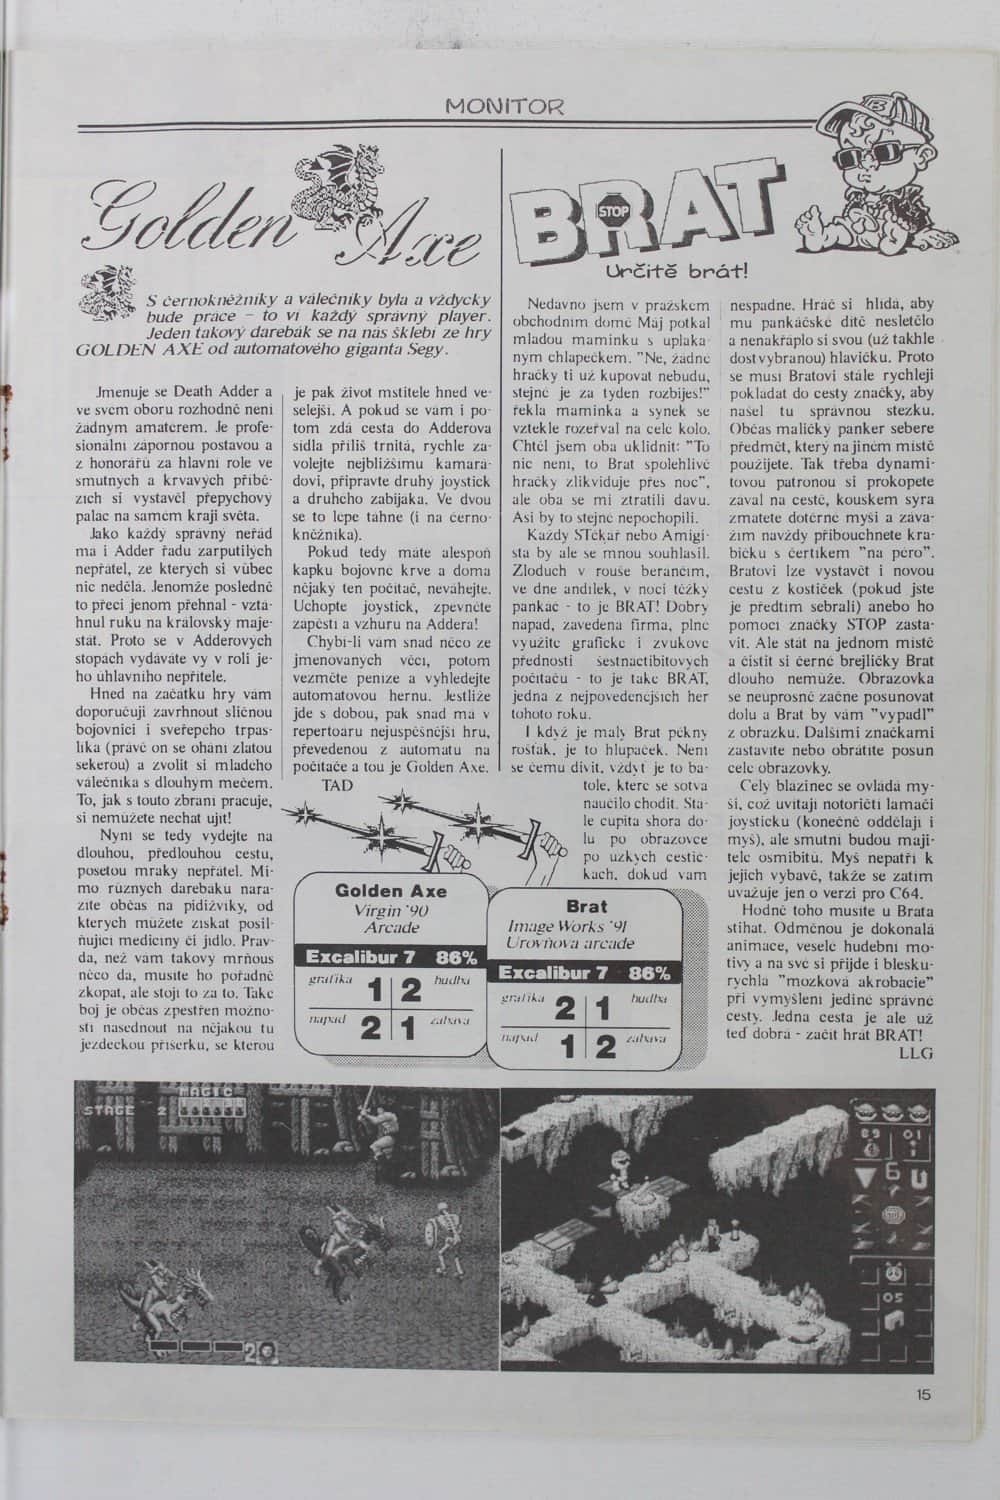 MONITOR
Golden Axe
S černokněžníky a válečníky byla a vždycky
bude práce - to ví každý správný player.
Jeden takový darebák se na nás šklebí ze hry
GOLDEN AXE od automatového giganta Segy.
Jmenuje se Death Adder a
ve svém oboru rozhodně není
žádným amatérem. Je profe-
sionální zápornou postavou a
z honorářů za hlavní role ve
smutných a krvavých příbě-
zích si vystavěl přepychový
palác na samém kraji světa.
Jako každý správný neřád
má i Adder řadu zarputilých
nepřátel, ze kterých si vůbec
nic nedělá. Jenomže posledně
to přeci jenom přehnal - vztá-
hnul ruku na královský maje-
stát. Proto se v Adderových
stopách vydáváte vy v roli je-
ho úhlavního nepřítele.
Hned na začátku hry vám
doporučuji zavrhnout sličnou
bojovnici i sveřepého trpas-
líka (právě on se ohání zlatou
sekerou) a zvolit si mladého
válečníka s dlouhým mečem.
To, jak s touto zbraní pracuje,
si nemůžete nechat ujít!
Nyní se tedy vydejte na
dlouhou, předlouhou cestu,
posetou mraky nepřátel. Mi-
mo různých darebáků nara-
zíte občas na pidižvíky, od
kterých můžete získat posil-
ňující medicíny či jídlo. Prav-
da, než vám takový mrňous
něco dá, musíte ho pořádně
zkopat, ale stojí to za to. Také
boj je občas zpestřen možno-
stí nasednout na nějakou tu
jezdeckou příšerku, se kterou
je pak život mstitele hned ve-
selejší. A pokud se vám i po-
tom zdá cesta do Adderova
sídla příliš trnitá, rychle za-
volejte nejbližšímu kamará-
dovi, připravte druhý joystick
a druhého zabijáka. Ve dvou
se to lépe táhne (i na černo-
kněžníka).
Pokud tedy máte alespoň
kapku bojovné krve a doma
nějaký ten počítač, neváhejte.
Uchopte joystick, zpevněte
zápěstí a vzhůru na Addera!
Chybí-li vám snad něco ze
jmenovaných věcí, potom
vezměte peníze a vyhledejte
automatovou hernu. Jestliže
jde s dobou, pak snad má v
repertoáru nejúspěšnější hru,
převedenou z automatu na
počítače a tou je Golden Axe.
TAD
Golden Axe
Virgin '90
Arcade
Excalibur 7 86%
grafika 1 2 hudba
nápad 2 1 zábava
BRAT
STOP
Určitě brát!
Nedávno jsem v pražském
obchodním domě Máj potkal
mladou maminku s uplaka-
ným chlapečkem. "Ne, žádné
hračky ti už kupovat nebudu,
stejně je za týden rozbiješ!"
řekla maminka a synek se
vztekle rozeřval na celé kolo.
Chtěl jsem oba uklidnit: "To
nic není, to Brat spolehlivě
hračky zlikviduje přes noc",
ale oba se mi ztratili davu.
Asi by to stejně nepochopili.
Každý STéčkář nebo Amigi-
sta by ale se mnou souhlasil.
Zloduch v rouše beránčím,
ve dne andílek, v noci těžký
pankáč - to je BRAT! Dobrý
nápad, zavedená firma, plné
využití grafické i zvukové
přednosti šestnáctibitových
počítačů - to je také BRAT,
jedna z nejpovedenějších her
tohoto roku.
I když je malý Brat pěkný
rošťák, je to hlupáček. Není
se čemu divit, vždyť je to ba-
tole, které se sotva
naučilo chodit. Stá-
le cupitá shora do-
lů po obrazovce
po úzkých cestič-
kách, dokud vám
nespadne. Hráč si hlídá, aby
mu pankáčské dítě nesletělo
a nenakřáplo si svou (už takhle
dost vybranou) hlavičku. Proto
se musí Bratovi stále rychleji
pokládat do cesty značky, aby
našel tu správnou stezku.
Občas maličký panker sebere
předmět, který na jiném místě
použijete. Tak třeba dynami-
tovou patronou si prokopete
zával na cestě, kouskem sýra
zmátete dotěrné myši a záva-
žím navždy přibouchnete kra-
bičku s čertíkem "na péro".
Bratovi lze vystavět i novou
cestu z kostiček (pokud jste
je předtím sebrali) anebo ho
pomocí značky STOP zasta-
vit. Ale stát na jednom místě
a čistit si černé brejličky Brat
dlouho nemůže. Obrazovka
se neúprosně začne posunovat
dolů a Brat by vám "vypadl"
z obrázku. Dalšími značkami
zastavíte nebo obrátíte posun
celé obrazovky.
Celý blázinec se ovládá my-
ší, což uvítají notoričtí lamači
joysticků (konečně oddělají i
myš), ale smutní budou maji-
telé osmibitů. Myš nepatří k
jejich výbavě, takže se zatím
uvažuje jen o verzi pro C64.
Hodně toho musíte u Brata
stíhat. Odměnou je dokonalá
animace, veselé hudební mo-
tivy a na své si přijde i blesku-
rychlá "mozková akrobacie"
při vymýšlení jediné správné
cesty. Jedna cesta je ale už
teď dobrá - začít hrát BRAT!
LLG
Brat
Image Works '91
Úrovňová arcade
Excalibur 7 86%
grafika 2 1 hudba
nápad 1 2 zábava
MAGIC
STAGE 2
2
89 01
6
STOP
05
15